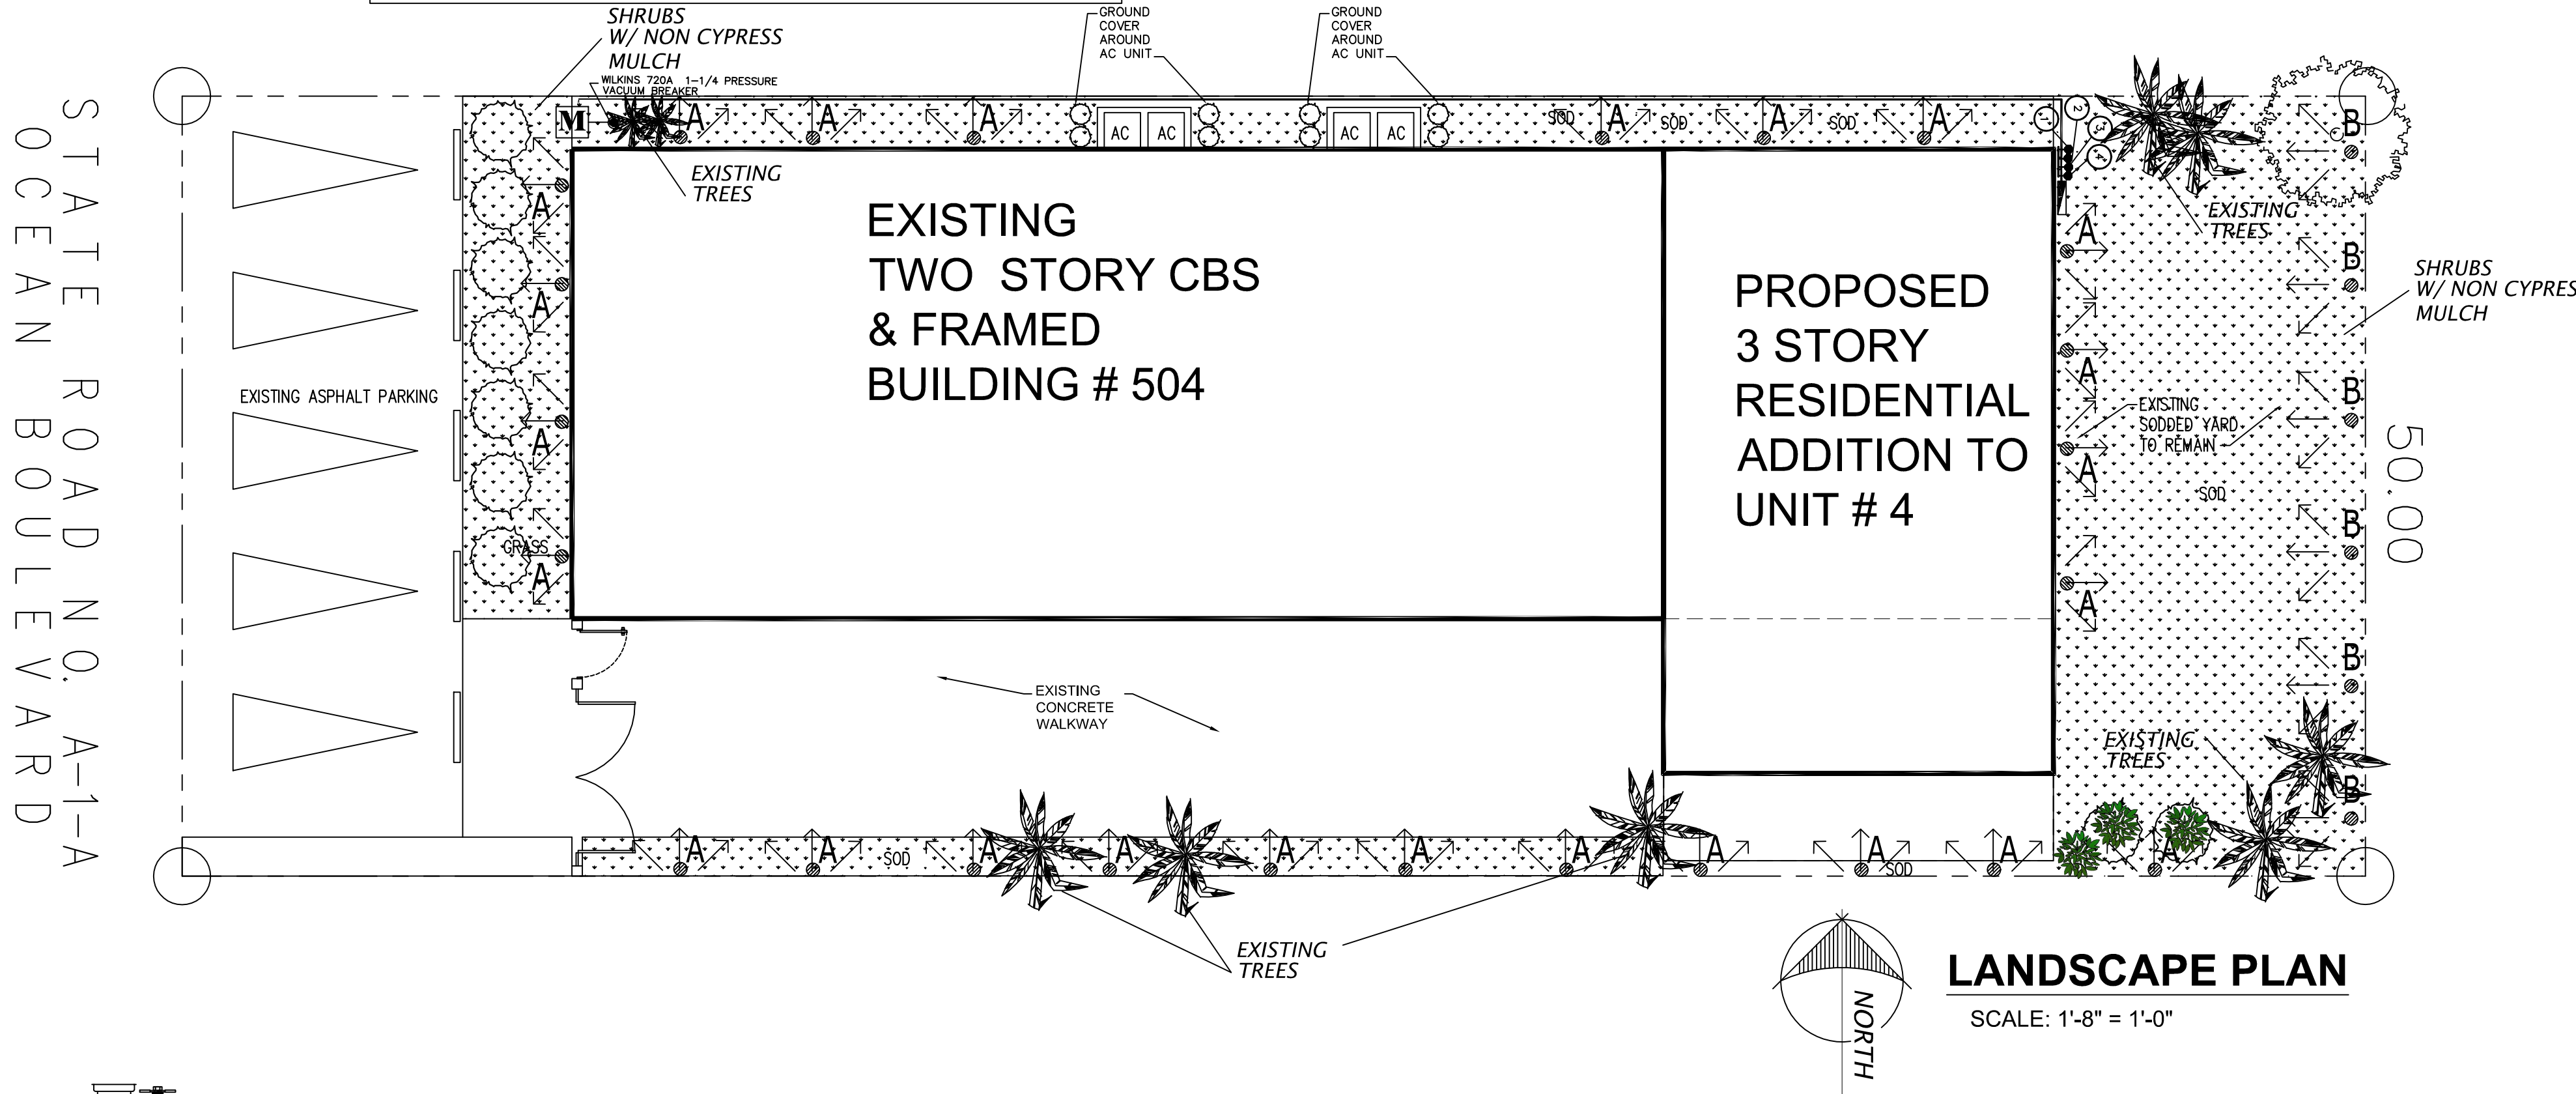 SHRUBS
W/ NON CYPRESS
MULCH
WILKINS 720A 1-1/4 PRESSURE
VACUUM BREAKER
GROUND
COVER
AROUND
AC UNIT
GROUND
COVER
AROUND
AC UNIT
STATE ROAD NO. A-1-A
OCEAN BOULEVARD
M
A
A
A
AC
AC
AC
AC
SOD
A
SOD
A
SOD
A
1
2
3
4
B
EXISTING
TREES
EXISTING
TREES
A
A
A
A
GRASS
EXISTING ASPHALT PARKING
EXISTING
TWO STORY CBS
& FRAMED
BUILDING # 504
PROPOSED
3 STORY
RESIDENTIAL
ADDITION TO
UNIT # 4
A
A
A
A
EXISTING
SODDED YARD
TO REMAIN
SOD
B
B
B
B
B
SHRUBS
W/ NON CYPRES
MULCH
50.00
EXISTING
CONCRETE
WALKWAY
EXISTING
TREES
A
A
SOD
A
A
A
A
A
A
A
SOD
A
A
EXISTING
TREES
NORTH
LANDSCAPE PLAN
SCALE: 1'-8" = 1'-0"